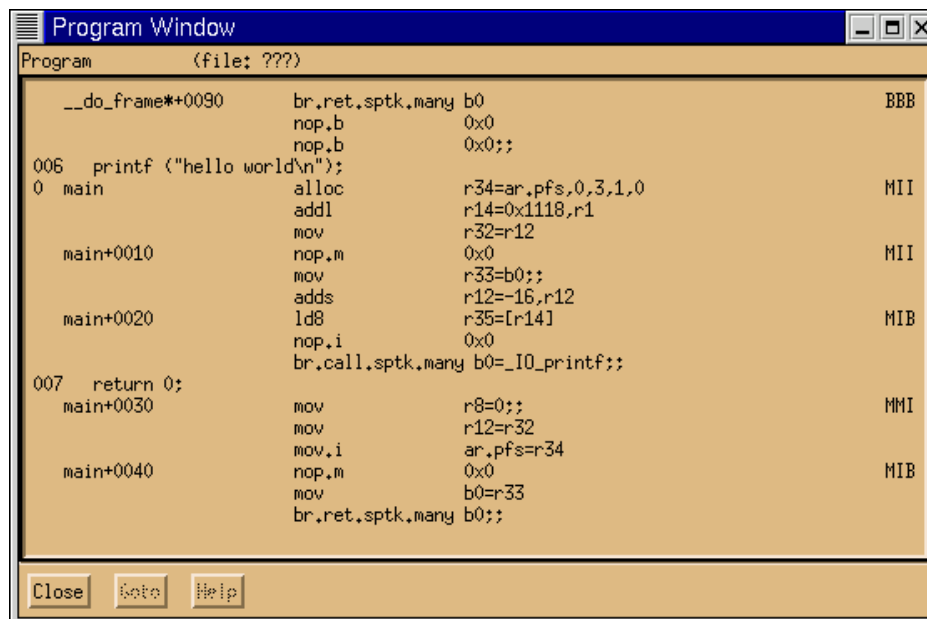 Program Window
Program (file: ???)
__do_frame*+0090 br.ret.sptk.many b0 BBB
nop.b 0x0
nop.b 0x0;;
006 printf ("hello world\n");
0 main alloc r34=ar.pfs,0,3,1,0 MII
addl r14=0x1118,r1
mov r32=r12
main+0010 nop.m 0x0 MII
mov r33=b0;;
adds r12=-16,r12
main+0020 ld8 r35=[r14] MIB
nop.i 0x0
br.call.sptk.many b0=_IO_printf;;
007 return 0;
main+0030 mov r8=0;; MMI
mov r12=r32
mov.i ar.pfs=r34
main+0040 nop.m 0x0 MIB
mov b0=r33
br.ret.sptk.many b0;;
Close Goto Help